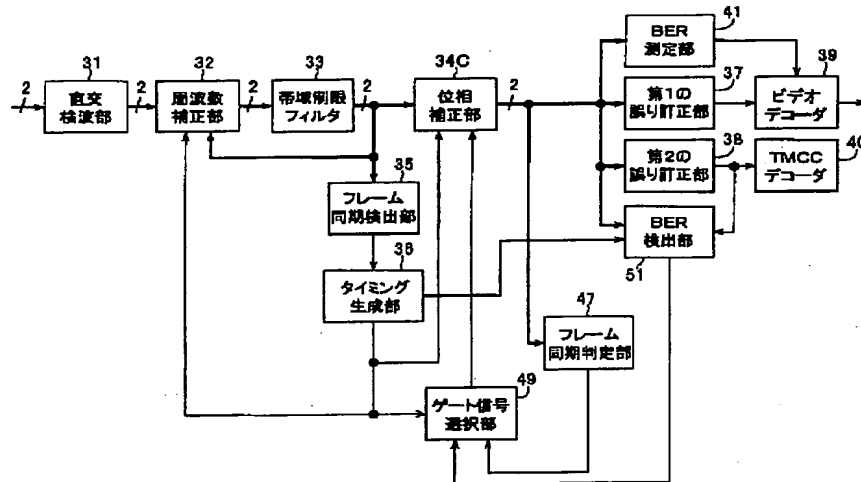 31
直交
検波部
32
周波数
補正部
33
帯域制限
フィルタ
34C
位相
補正部
41
BER
測定部
37
第1の
誤り訂正部
39
ビデオ
デコーダ
38
第2の
誤り訂正部
40
TMCC
デコーダ
BER
検出部
51
35
フレーム
同期検出部
36
タイミング
生成部
47
フレーム
同期判定部
49
ゲート信号
選択部
2
2
2
2
2